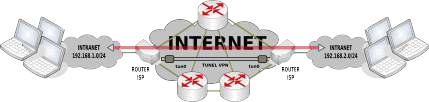 INTERNET
INTRANET
192.168.1.0/24
INTRANET
192.168.2.0/24
tun0
TUNEL VPN
tun0
ROUTER
ISP
ROUTER
ISP